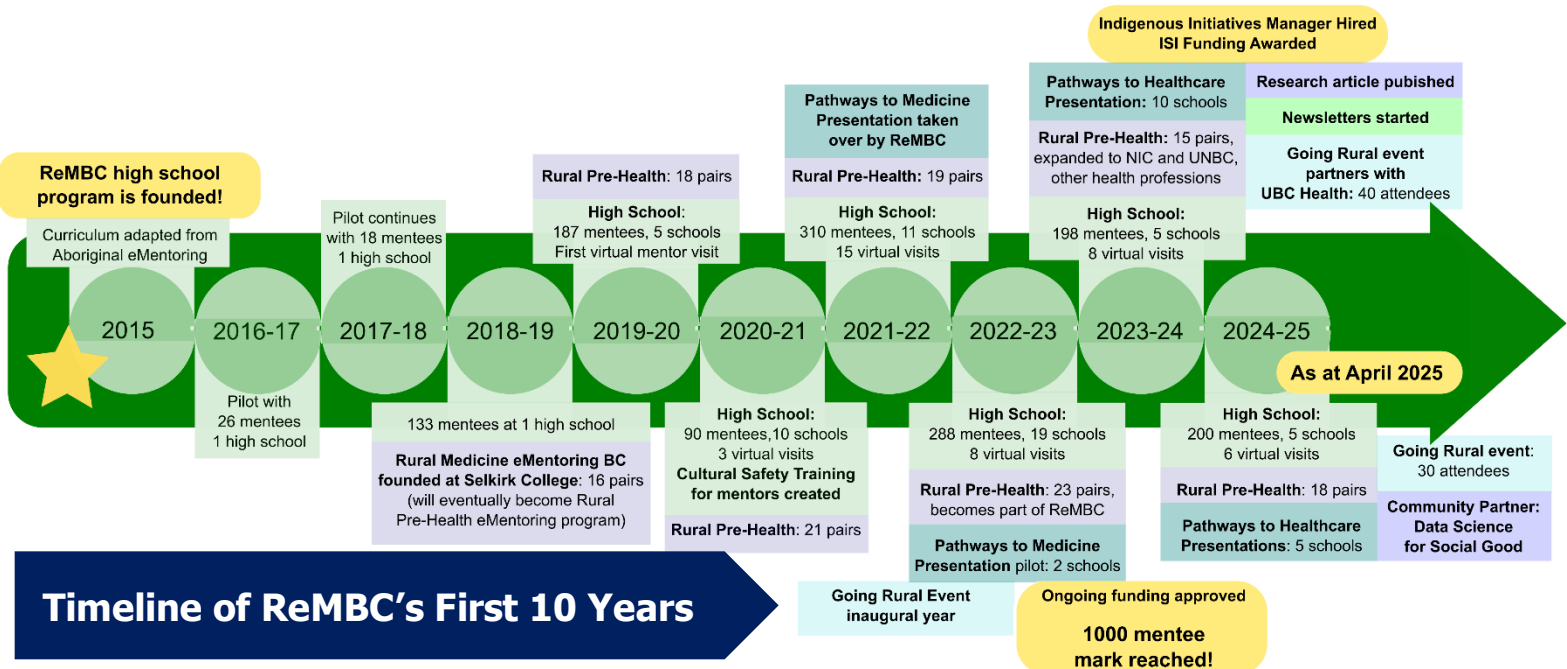 Indigenous Initiatives Manager Hired
ISI Funding Awarded
Pathways to Healthcare
Presentation: 10 schools
Rural Pre-Health: 15 pairs,
expanded to NIC and UNBC,
other health professions
High School:
198 mentees, 5 schools
8 virtual visits
Research article pubished
Newsletters started
Going Rural event
partners with
UBC Health: 40 attendees
Pathways to Medicine
Presentation taken
over by ReMBC
Rural Pre-Health: 19 pairs
High School:
310 mentees, 11 schools
15 virtual visits
Rural Pre-Health: 18 pairs
High School:
187 mentees, 5 schools
First virtual mentor visit
ReMBC high school
program is founded!
Curriculum adapted from
Aboriginal eMentoring
Pilot continues
with 18 mentees
1 high school
2015
2016-17
2017-18
2018-19
2019-20
2020-21
2021-22
2022-23
2023-24
2024-25
As at April 2025
Pilot with
26 mentees
1 high school
133 mentees at 1 high school
Rural Medicine eMentoring BC
founded at Selkirk College: 16 pairs
(will eventually become Rural
Pre-Health eMentoring program)
High School:
90 mentees,10 schools
3 virtual visits
Cultural Safety Training
for mentors created
Rural Pre-Health: 21 pairs
High School:
288 mentees, 19 schools
8 virtual visits
Rural Pre-Health: 23 pairs,
becomes part of ReMBC
Pathways to Medicine
Presentation pilot: 2 schools
Going Rural Event
inaugural year
Ongoing funding approved
1000 mentee
mark reached!
High School:
200 mentees, 5 schools
6 virtual visits
Rural Pre-Health: 18 pairs
Pathways to Healthcare
Presentations: 5 schools
Going Rural event:
30 attendees
Community Partner:
Data Science
for Social Good
Timeline of ReMBC's First 10 Years